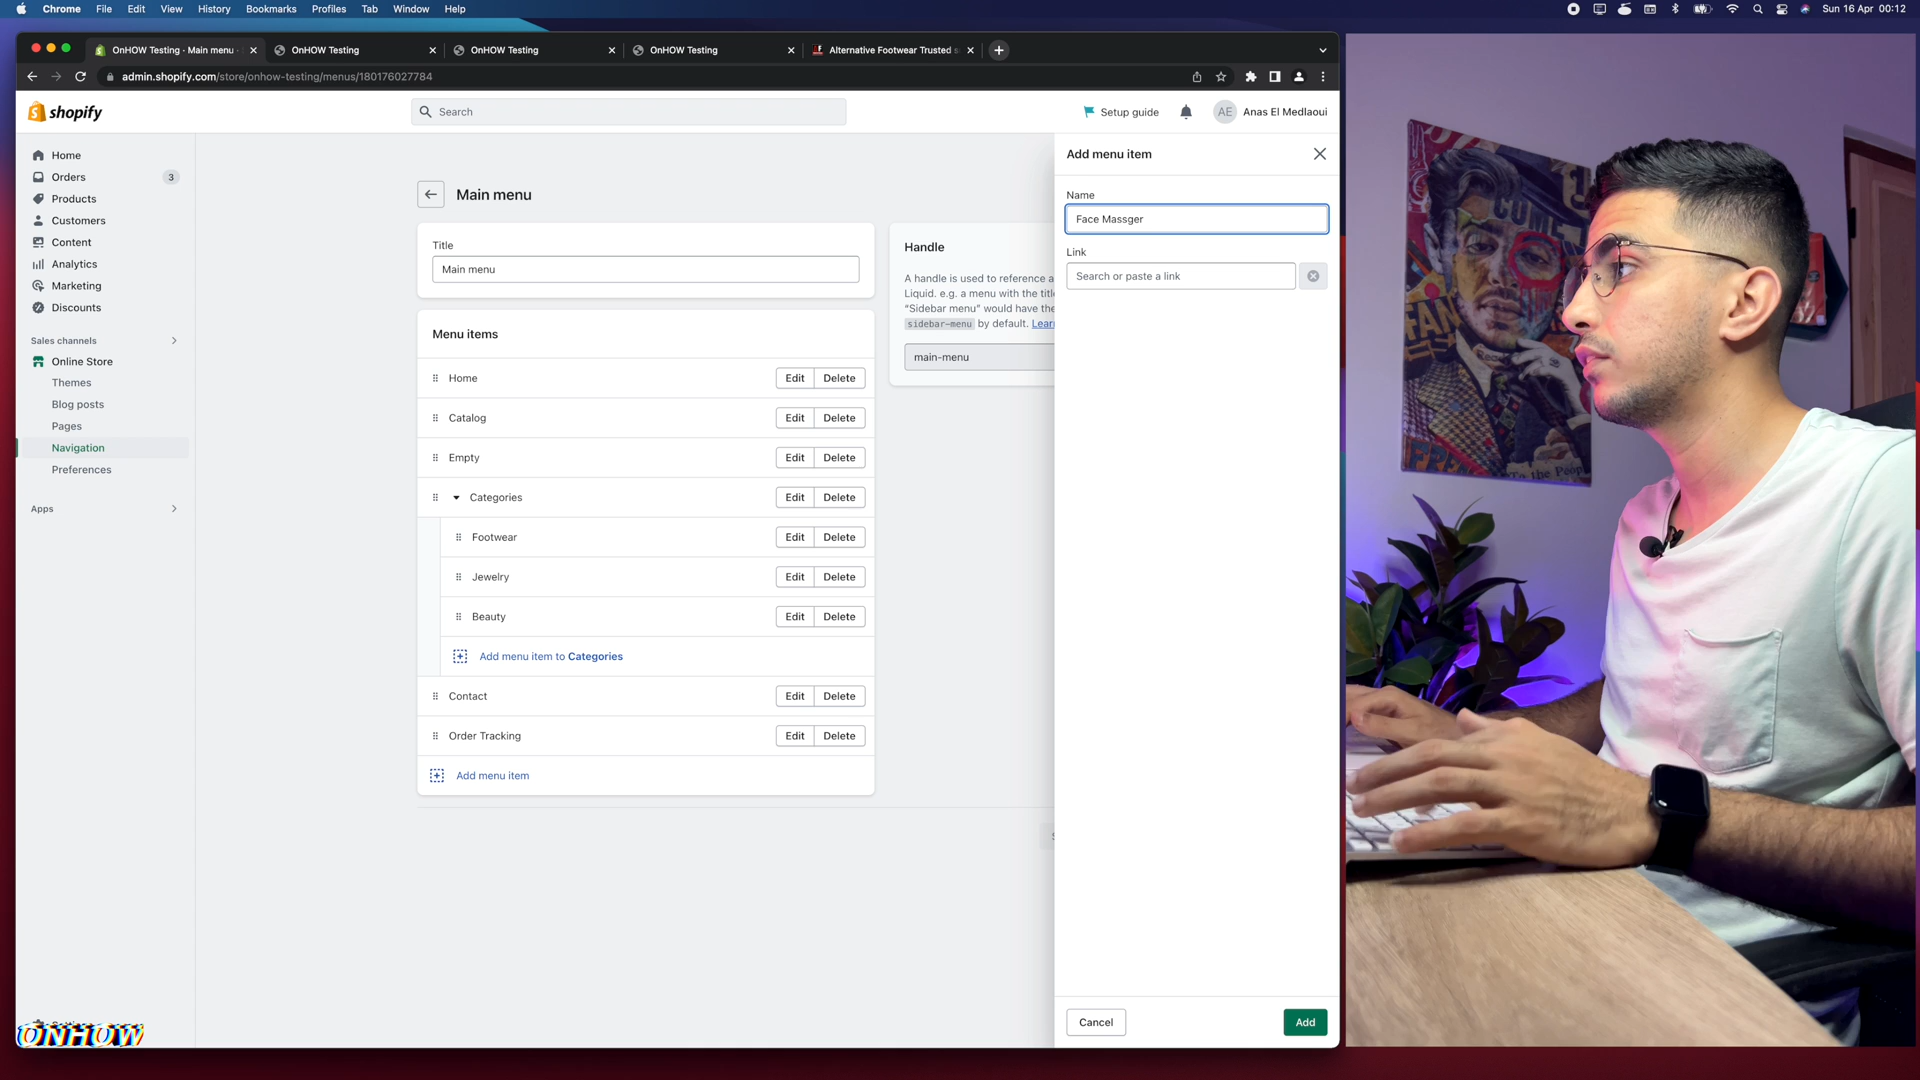 Chrome File Edit View History Bookmarks Profiles Tab Window Help Sun 16 Apr 00:12
OnHOW Testing · Main menu · OnHOW Testing OnHOW Testing OnHOW Testing Alternative Footwear Trusted
admin.shopify.com/store/onhow-testing/menus/180176027784
shopify
Search
Setup guide
AE Anas El Medlaoui
Home
Orders 3
Products
Customers
Content
Analytics
Marketing
Discounts
Sales channels
Online Store
Themes
Blog posts
Pages
Navigation
Preferences
Apps
ONHOW
Main menu
Title
Main menu
Menu items
Home Edit Delete
Catalog Edit Delete
Empty Edit Delete
Categories Edit Delete
Footwear Edit Delete
Jewelry Edit Delete
Beauty Edit Delete
Add menu item to Categories
Contact Edit Delete
Order Tracking Edit Delete
Add menu item
Handle
A handle is used to reference a
Liquid. e.g. a menu with the title
"Sidebar menu" would have the
sidebar-menu by default. Learn
main-menu
Add menu item
Name
Face Massger
Link
Search or paste a link
Cancel Add
To the People